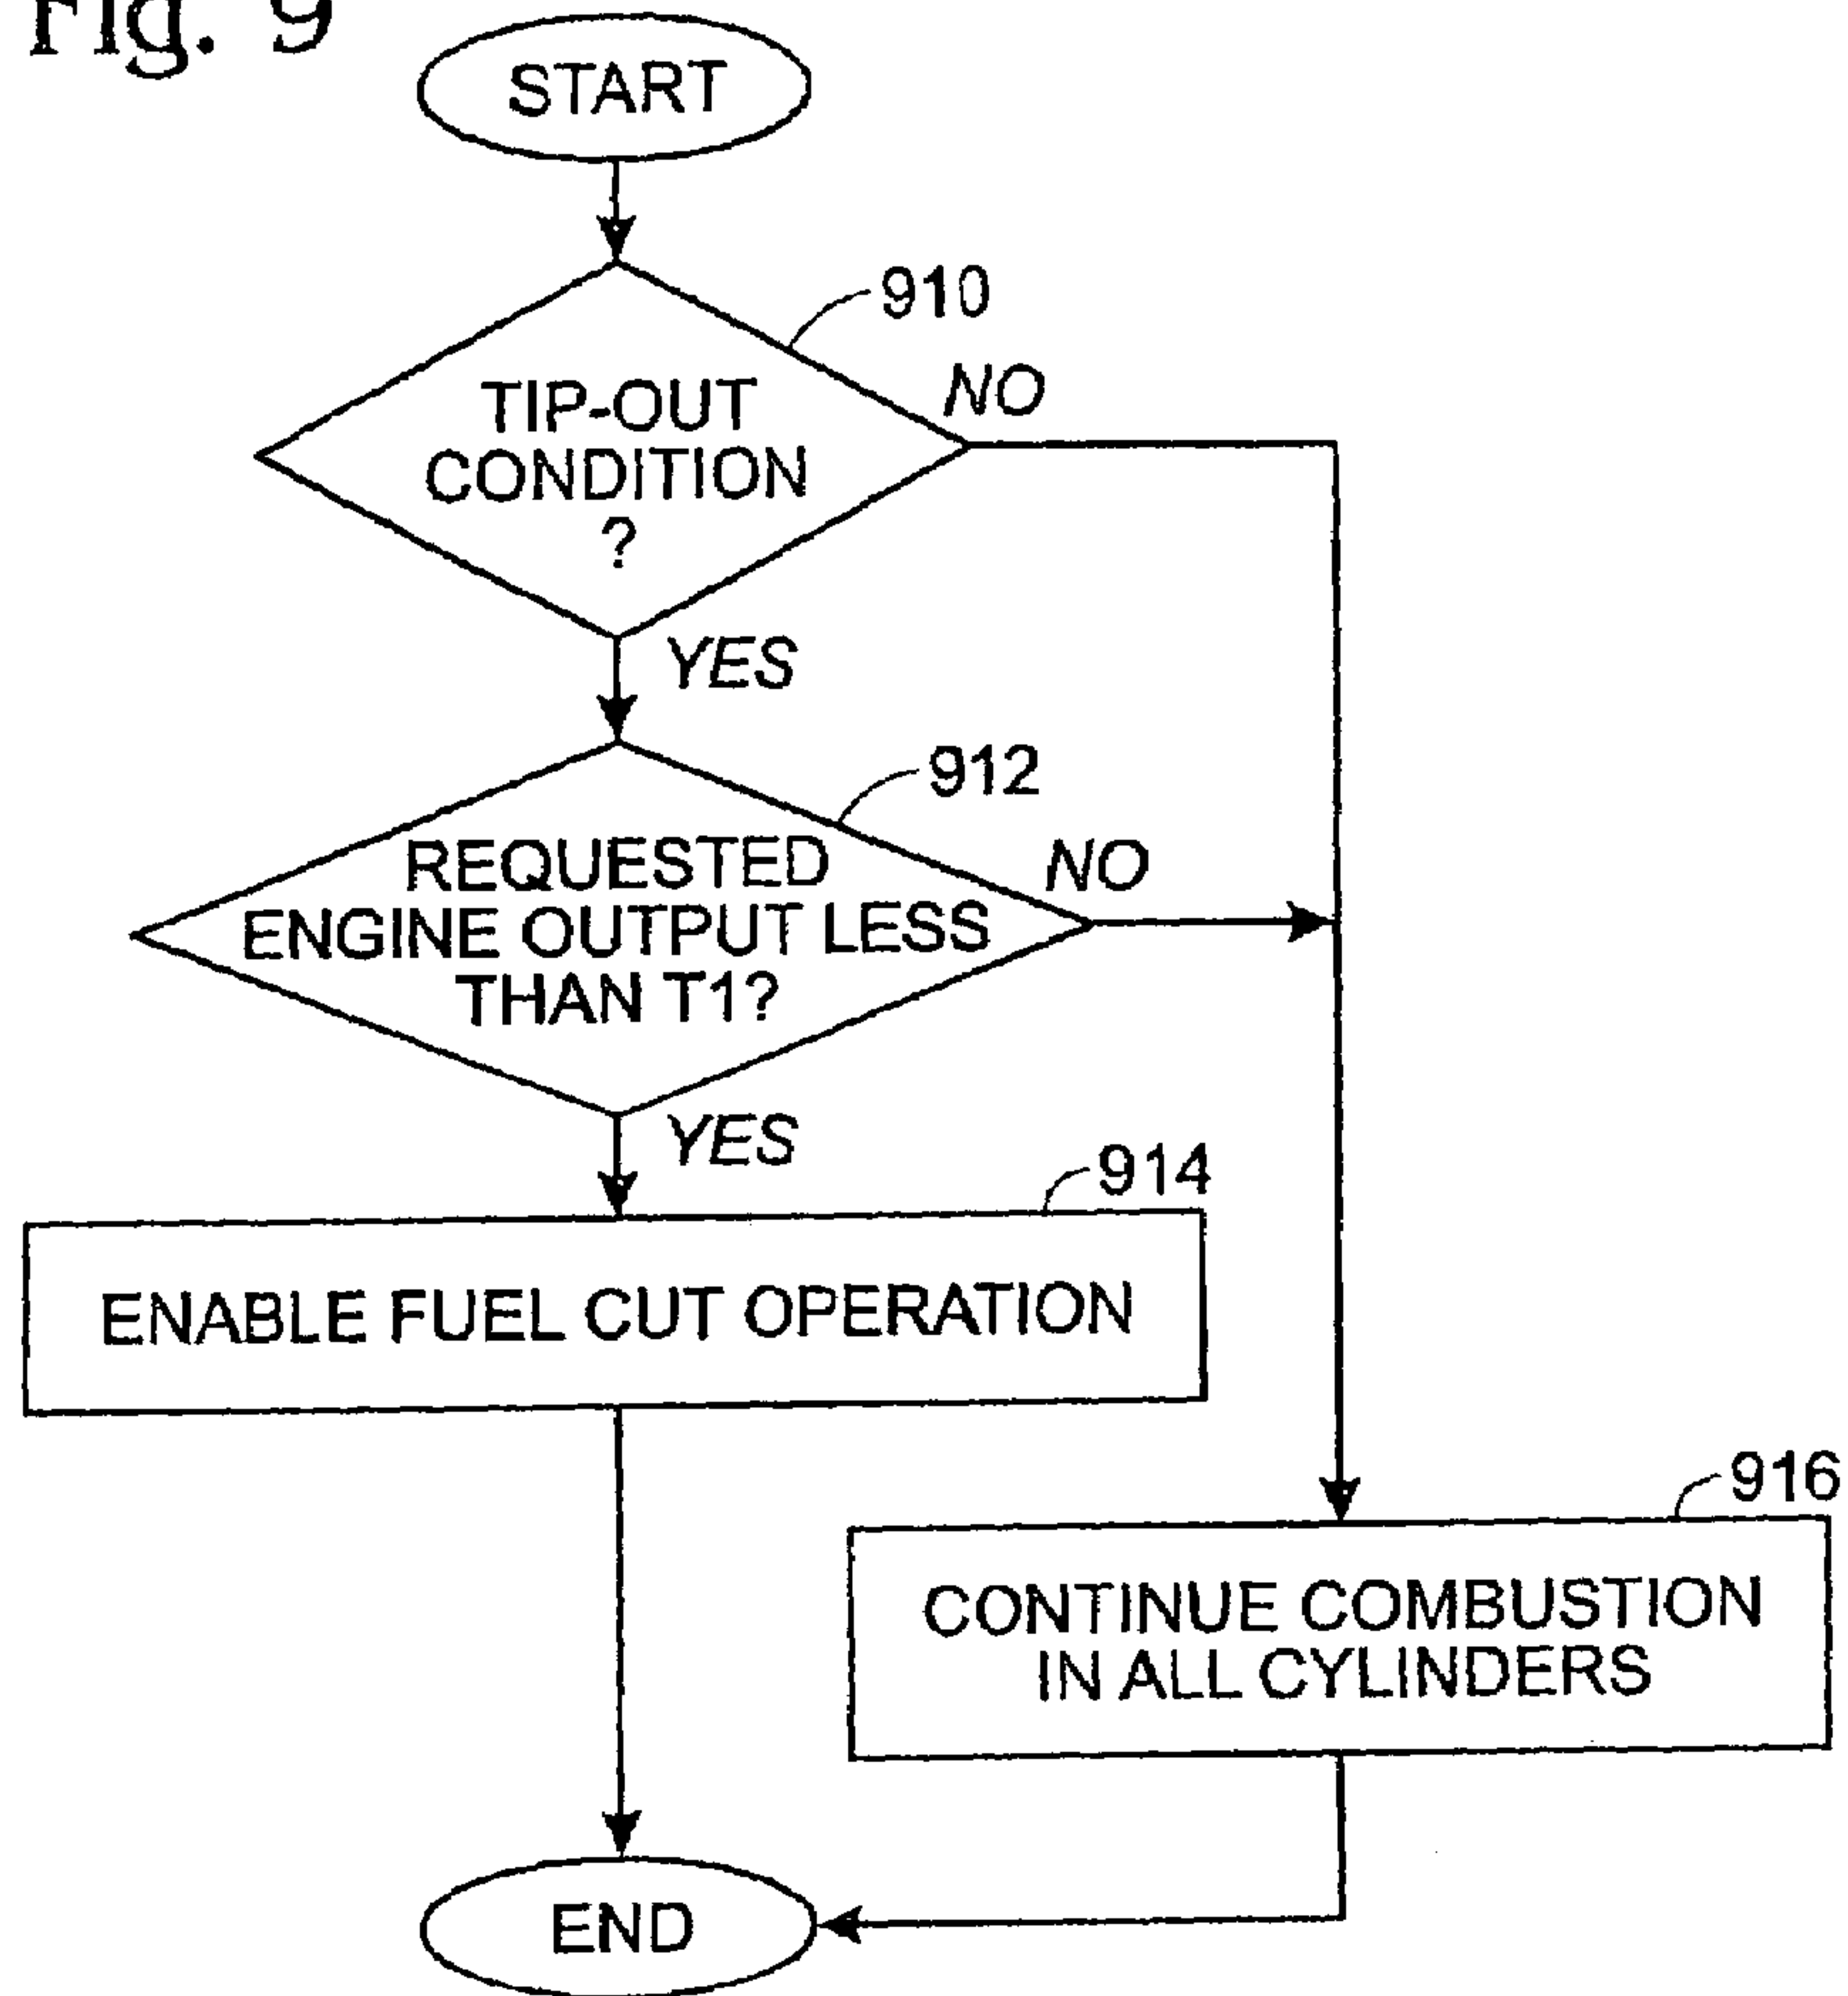 Fig. 9
START
910
TIP-OUT
CONDITION
?
NO
YES
912
REQUESTED
ENGINE OUTPUT LESS
THAN T1?
NO
YES
914
ENABLE FUEL CUT OPERATION
916
CONTINUE COMBUSTION
IN ALL CYLINDERS
END